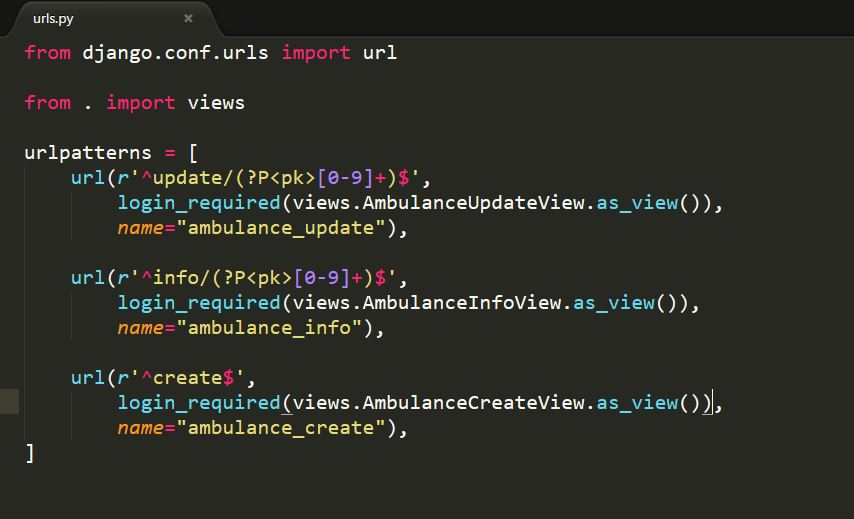 urls.py
from django.conf.urls import url
from . import views
urlpatterns = [
    url(r'^update/(?P<pk>[0-9]+)$',
        login_required(views.AmbulanceUpdateView.as_view()),
        name="ambulance_update"),
    url(r'^info/(?P<pk>[0-9]+)$',
        login_required(views.AmbulanceInfoView.as_view()),
        name="ambulance_info"),
    url(r'^create$',
        login_required(views.AmbulanceCreateView.as_view()),
        name="ambulance_create"),
]